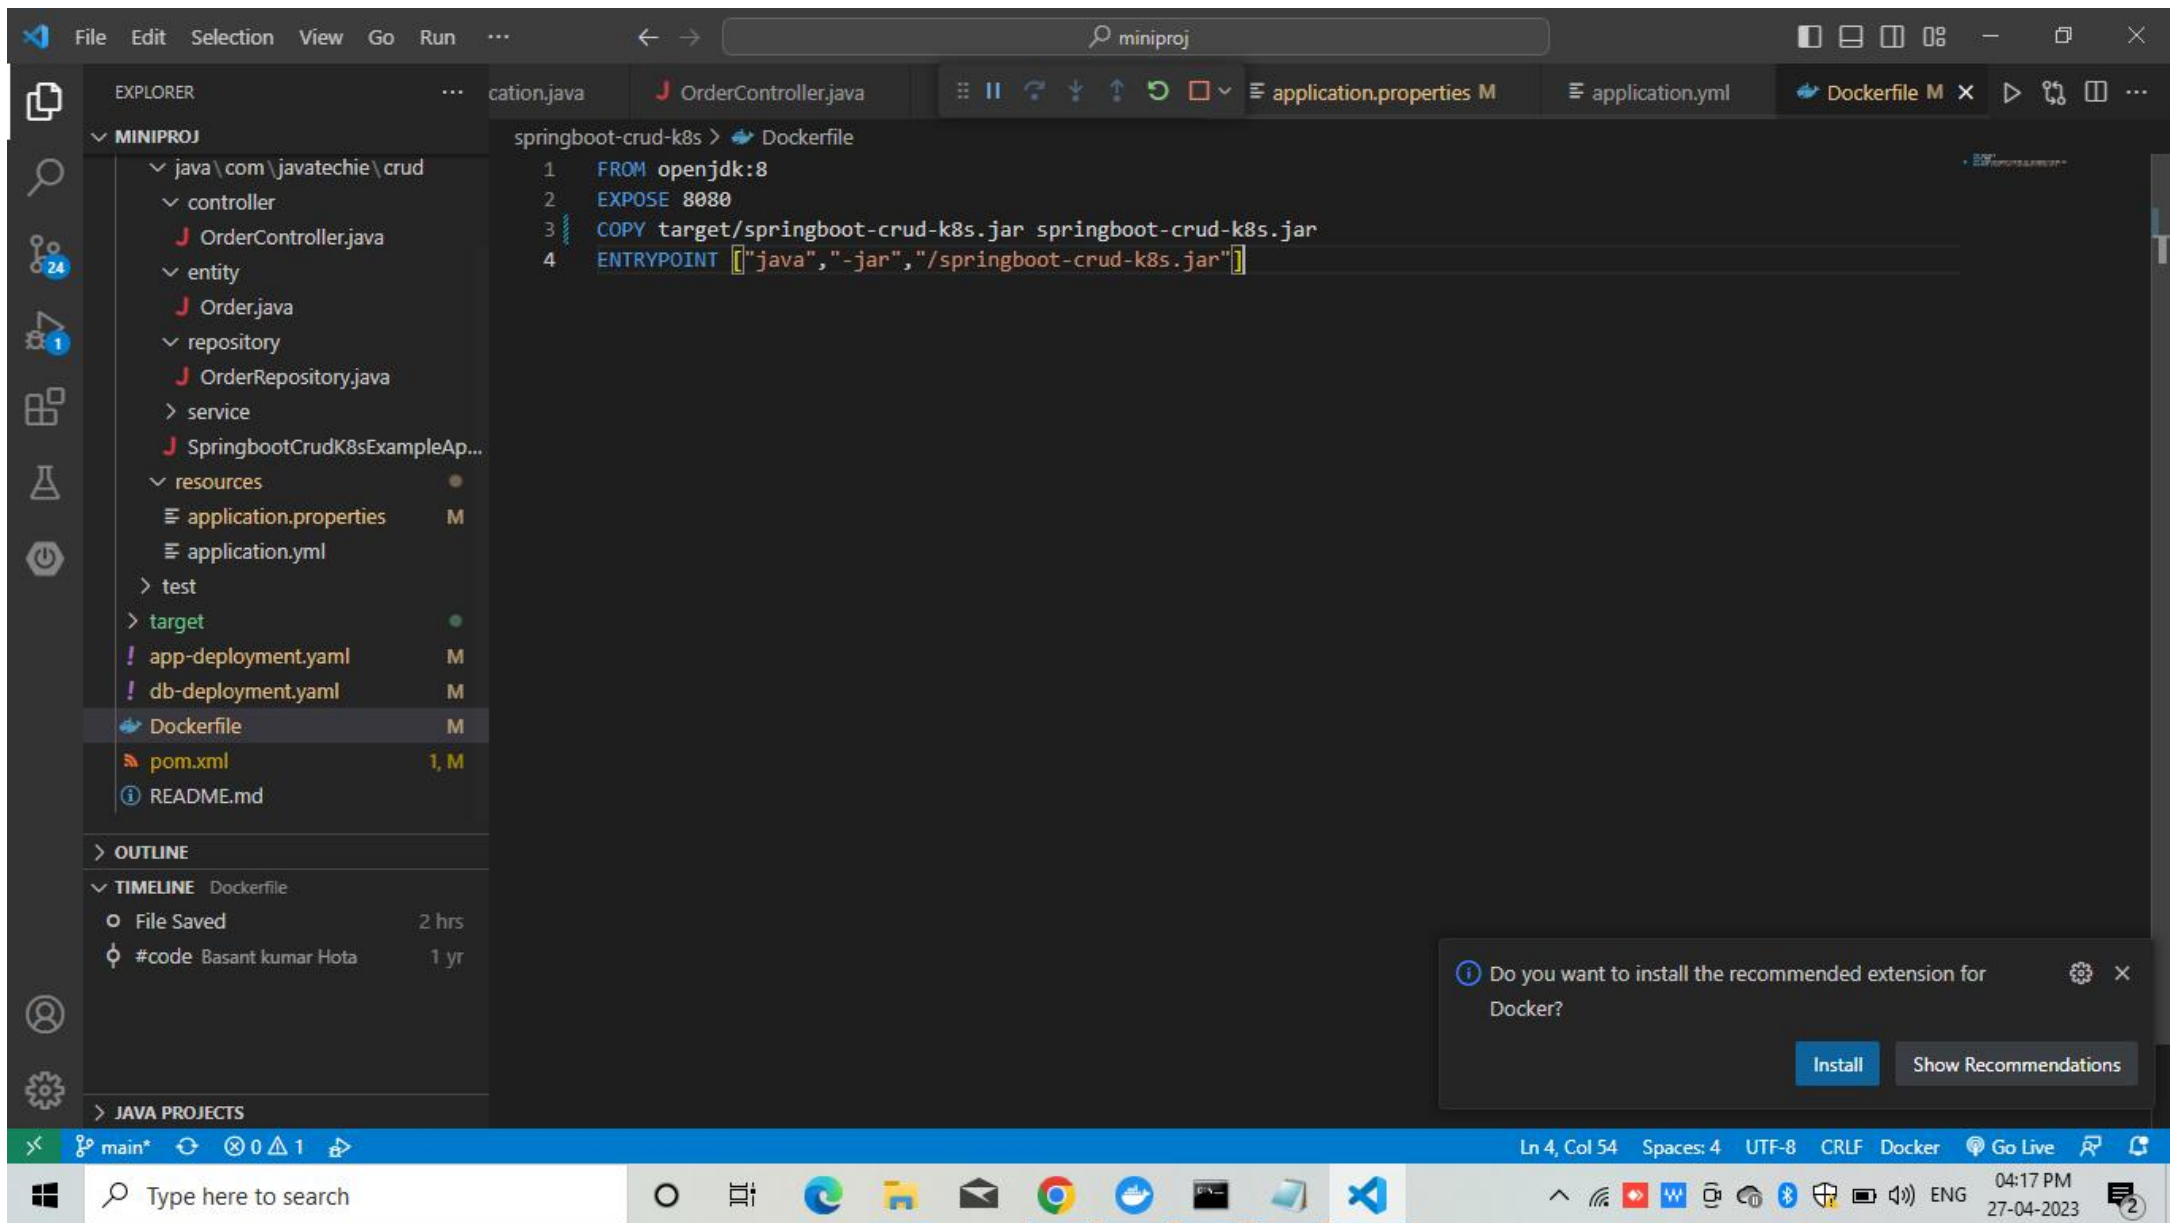 File Edit Selection View Go Run ··· miniproj
EXPLORER ··· cation.java OrderController.java application.properties M application.yml Dockerfile M
MINIPROJ
springboot-crud-k8s > Dockerfile
java\com\javatechie\crud
controller
OrderController.java
entity
Order.java
repository
OrderRepository.java
service
SpringbootCrudK8sExampleAp...
resources
application.properties M
application.yml
test
target
! app-deployment.yaml M
! db-deployment.yaml M
Dockerfile M
pom.xml 1, M
README.md
OUTLINE
TIMELINE Dockerfile
File Saved 2 hrs
#code Basant kumar Hota 1 yr
JAVA PROJECTS
24
1
1 FROM openjdk:8
2 EXPOSE 8080
3 COPY target/springboot-crud-k8s.jar springboot-crud-k8s.jar
4 ENTRYPOINT ["java","-jar","/springboot-crud-k8s.jar"]
Do you want to install the recommended extension for
Docker?
Install Show Recommendations
main* 0 1 Ln 4, Col 54 Spaces: 4 UTF-8 CRLF Docker Go Live
Type here to search ENG 04:17 PM
27-04-2023 2